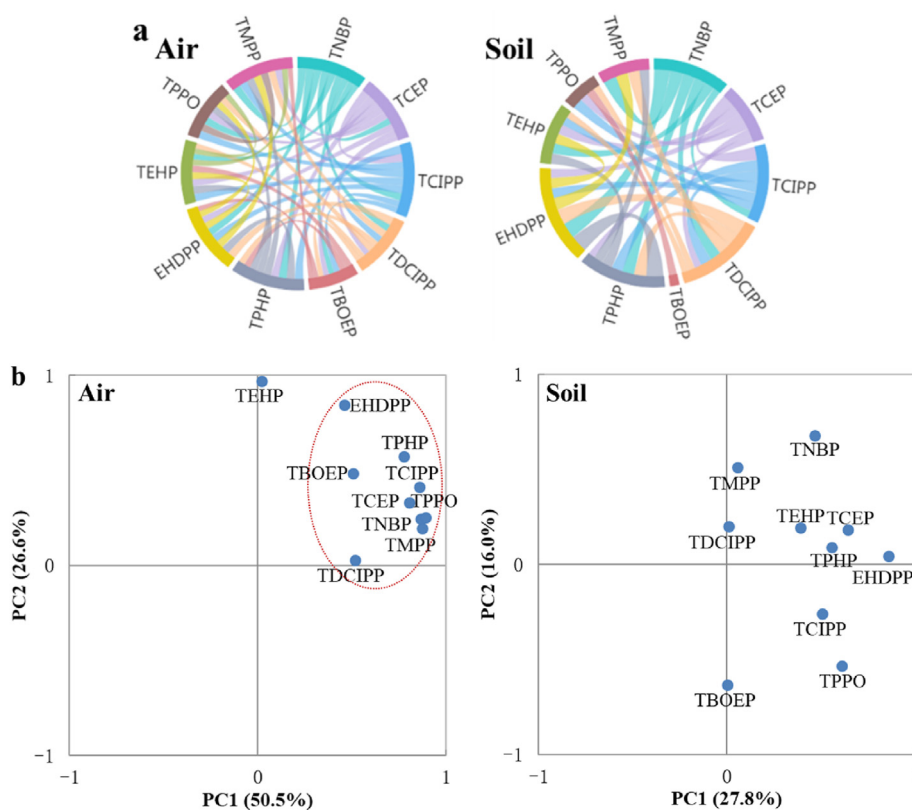 a
Air
Soil
TMPP
TNBP
TCEP
TCIPP
TDCIPP
TBOEP
TPHP
EHDPP
TEHP
TPPO
TMPP
TNBP
TCEP
TCIPP
TDCIPP
TBOEP
TPHP
EHDPP
TEHP
TPPO
b
1
Air
TEHP
EHDPP
TPHP
TBOEP
TCIPP
TCEP
TPPO
TNBP
TMPP
TDCIPP
0
−1
−1
0
1
PC2 (26.6%)
PC1 (50.5%)
1
Soil
TNBP
TMPP
TEHP
TCEP
TDCIPP
TPHP
EHDPP
0
TCIPP
TPPO
TBOEP
−1
−1
0
1
PC2 (16.0%)
PC1 (27.8%)